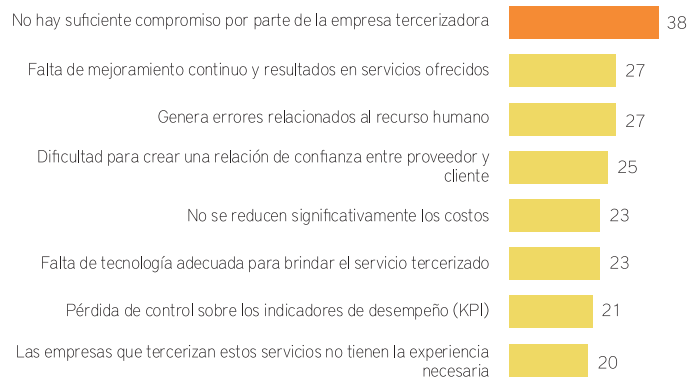 No hay suficiente compromiso por parte de la empresa tercerizadora 38
Falta de mejoramiento continuo y resultados en servicios ofrecidos 27
Genera errores relacionados al recurso humano 27
Dificultad para crear una relación de confianza entre proveedor y
cliente 25
No se reducen significativamente los costos 23
Falta de tecnología adecuada para brindar el servicio tercerizado 23
Pérdida de control sobre los indicadores de desempeño (KPI) 21
Las empresas que tercerizan estos servicios no tienen la experiencia
necesaria 20